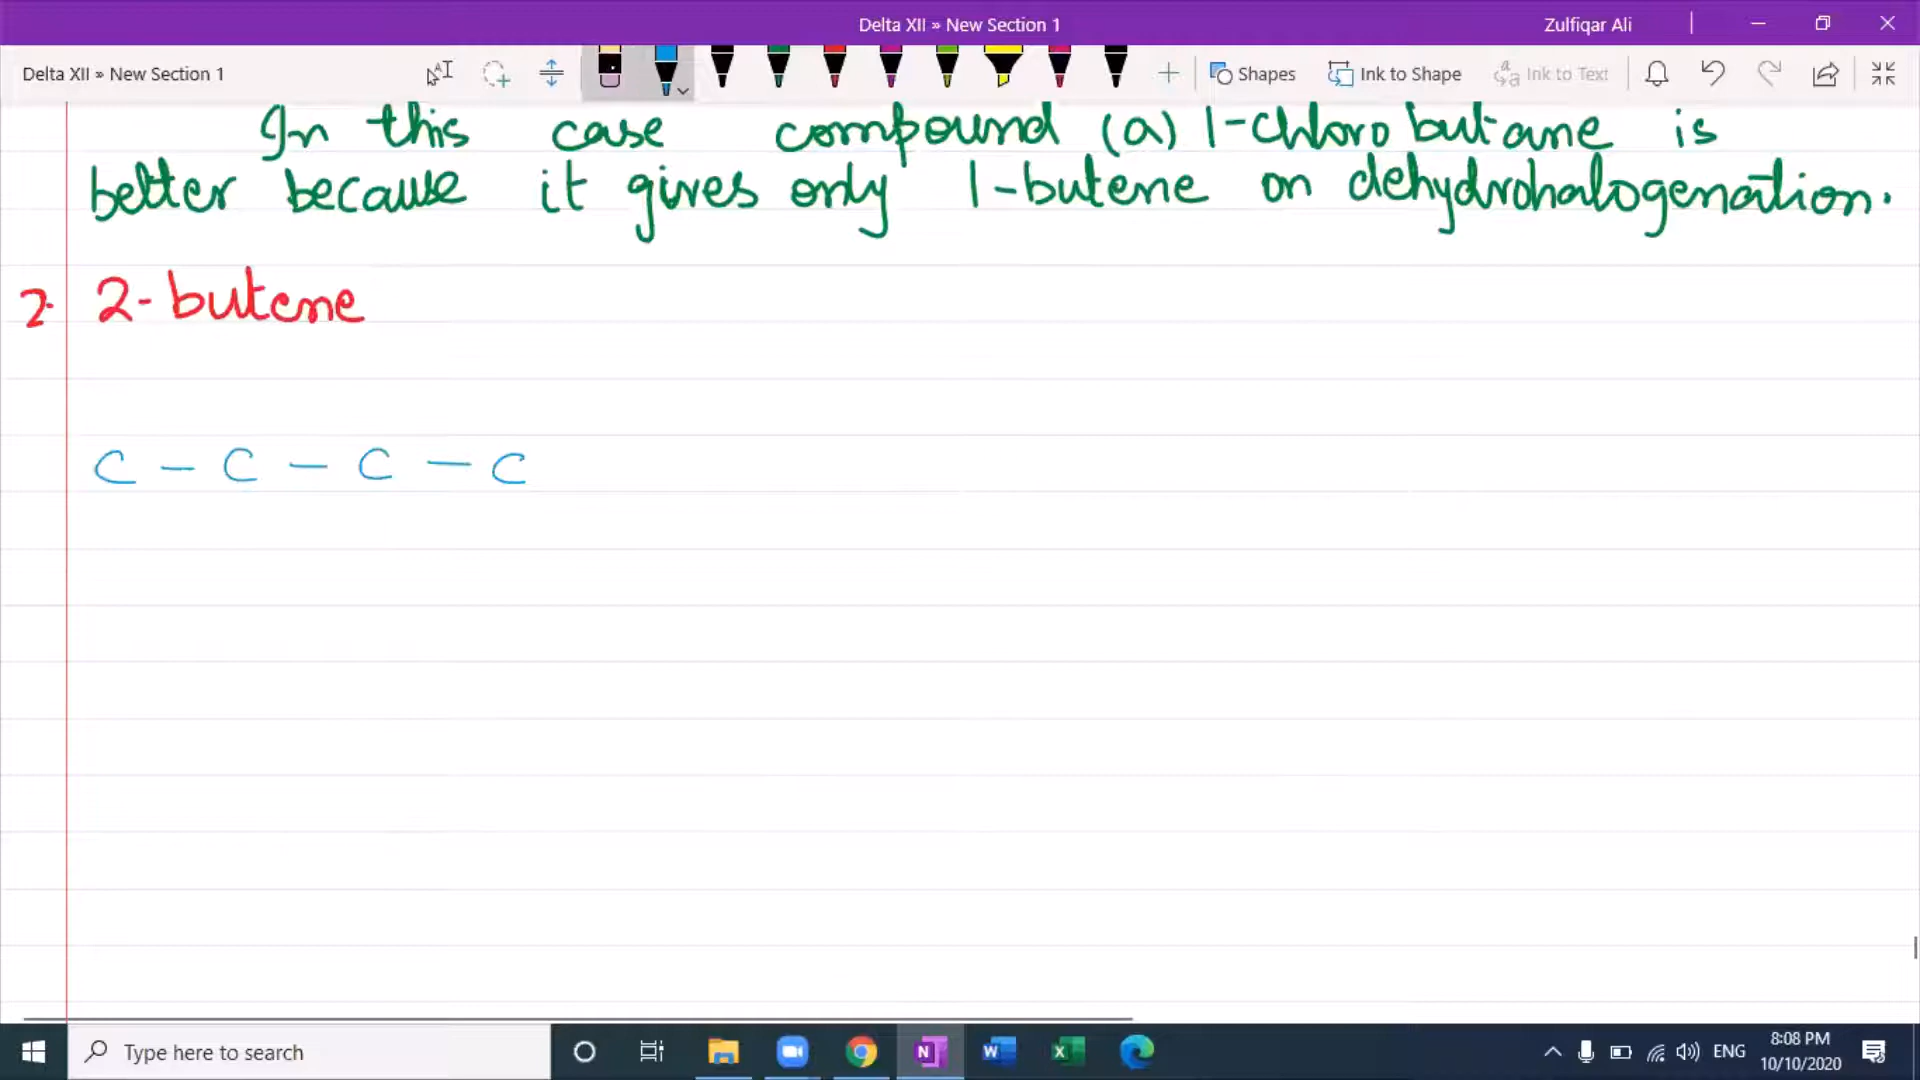 Delta XII » New Section 1
Zulfiqar Ali
Delta XII » New Section 1
Shapes
Ink to Shape
Ink to Text
In this case compound (a) 1-chlorobutane is
better because it gives only 1-butene on dehydrohalogenation.
2. 2-butene
C - C - C - C
Type here to search
ENG
8:08 PM
10/10/2020